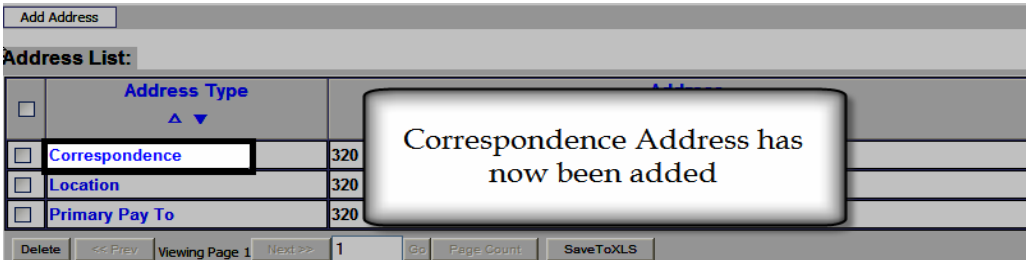 Add Address
Address List:
Address Type
Correspondence Address has
now been added
Correspondence 320
Location 320
Primary Pay To 320
Delete << Prev Viewing Page 1 Next >> 1 Go Page Count SaveToXLS